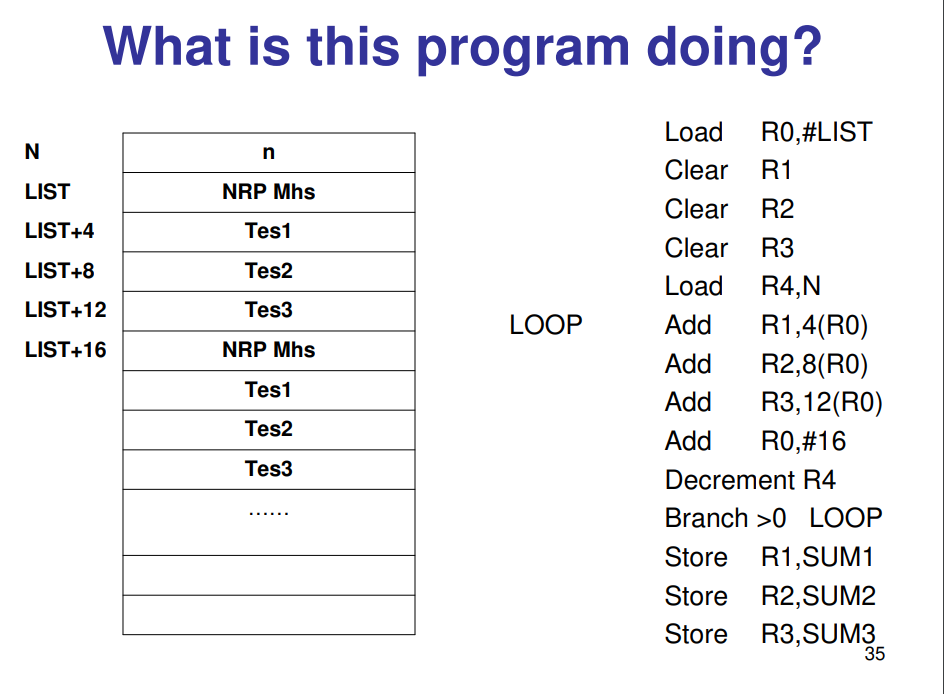 What is this program doing?
N n
LIST NRP Mhs
LIST+4 Tes1
LIST+8 Tes2
LIST+12 Tes3
LIST+16 NRP Mhs
Tes1
Tes2
Tes3
......
Load R0,#LIST
Clear R1
Clear R2
Clear R3
Load R4,N
LOOP Add R1,4(R0)
Add R2,8(R0)
Add R3,12(R0)
Add R0,#16
Decrement R4
Branch >0 LOOP
Store R1,SUM1
Store R2,SUM2
Store R3,SUM3
35